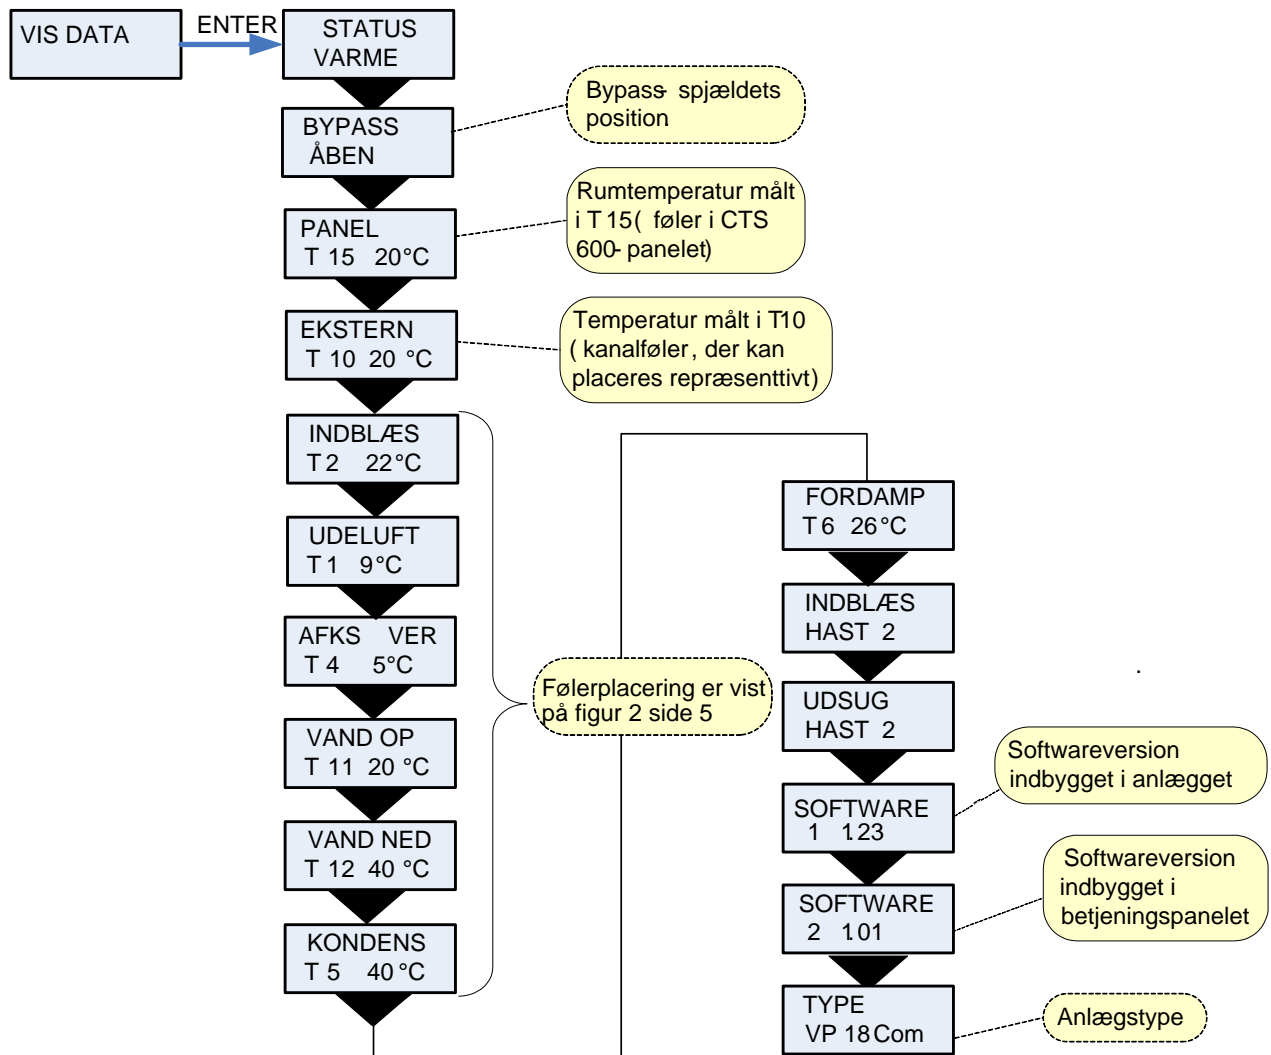 VIS DATA
ENTER
STATUS
VARME
BYPASS
ÅBEN
Bypass- spjældets
position
PANEL
T 15 20°C
Rumtemperatur målt
i T 15( føler i CTS
600- panelet)
EKSTERN
T 10 20 °C
Temperatur målt i T10
( kanalføler, der kan
placeres repræsenttivt)
INDBLÆS
T 2 22°C
UDELUFT
T 1 9°C
AFKS VER
T 4 5°C
VAND OP
T 11 20 °C
VAND NED
T 12 40 °C
KONDENS
T 5 40 °C
Følerplacering er vist
på figur 2 side 5
FORDAMP
T 6 26°C
INDBLÆS
HAST 2
UDSUG
HAST 2
SOFTWARE
1 1.23
Softwareversion
indbygget i anlægget
SOFTWARE
2 1.01
Softwareversion
indbygget i
betjeningspanelet
TYPE
VP 18 Com
Anlægstype
.